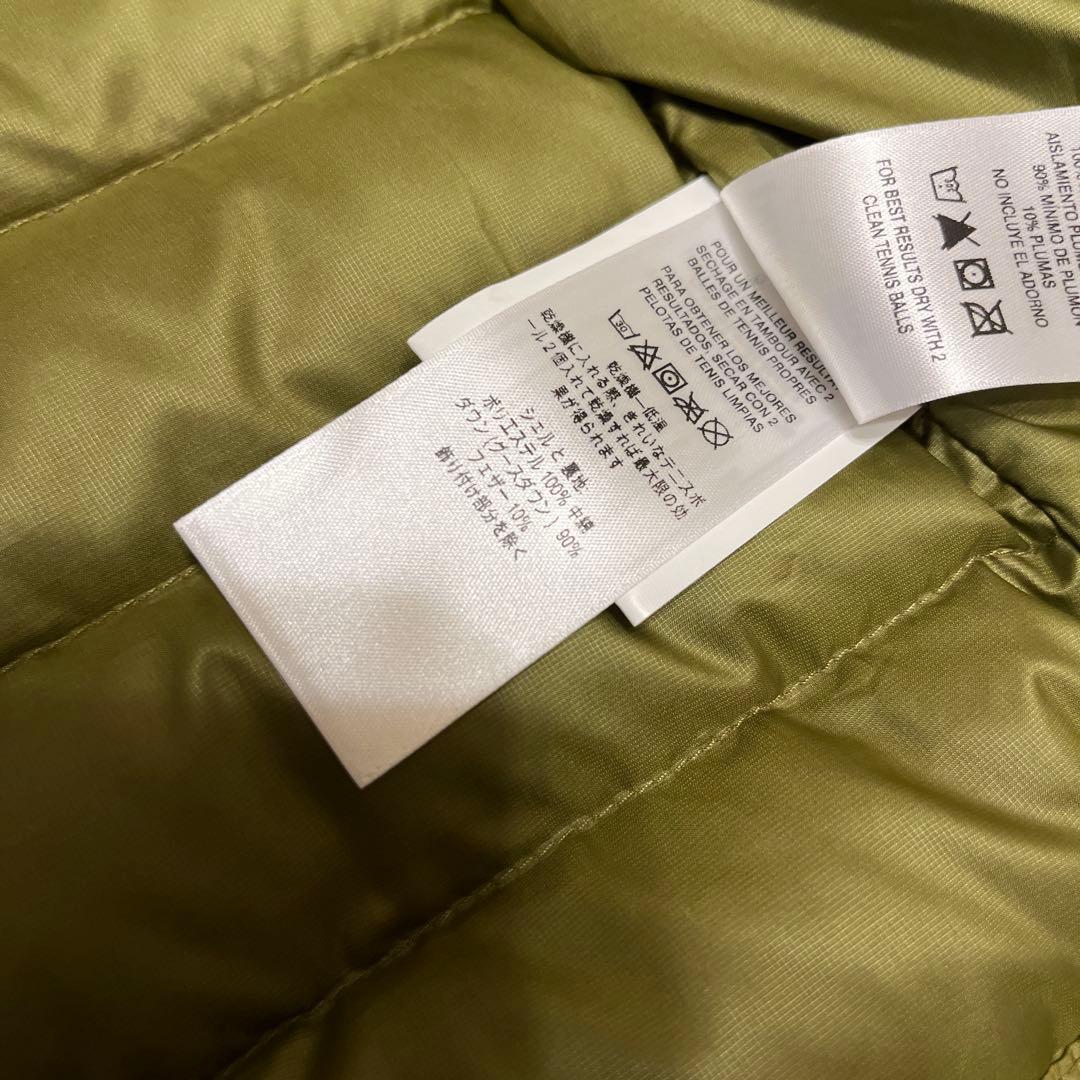 100%
AISLAMIENTO
90% MÍNIMO DE PLUMÓN
10% PLUMAS
NO INCLUYE EL ADORNO
FOR BEST RESULTS DRY WITH 2
CLEAN TENNIS BALLS
POUR UN MEILLEUR
SECHAGE EN TAMBOUR AVEC 2
BALLES DE TENNIS PROPRES
PARA OBTENER LOS MEJORES
RESULTADOS, SECAR CON 2
PELOTAS DE TENIS LIMPIAS
30
乾燥機ー低温
乾燥機に入れる際、きれいなテニスボ
ール2個入れて乾燥すれば最大限の効
果が得られます
シェルと裏地
ポリエステル 100% 中綿
ダウン(グースダウン) 90%
フェザー 10%
飾り付け部分を除く